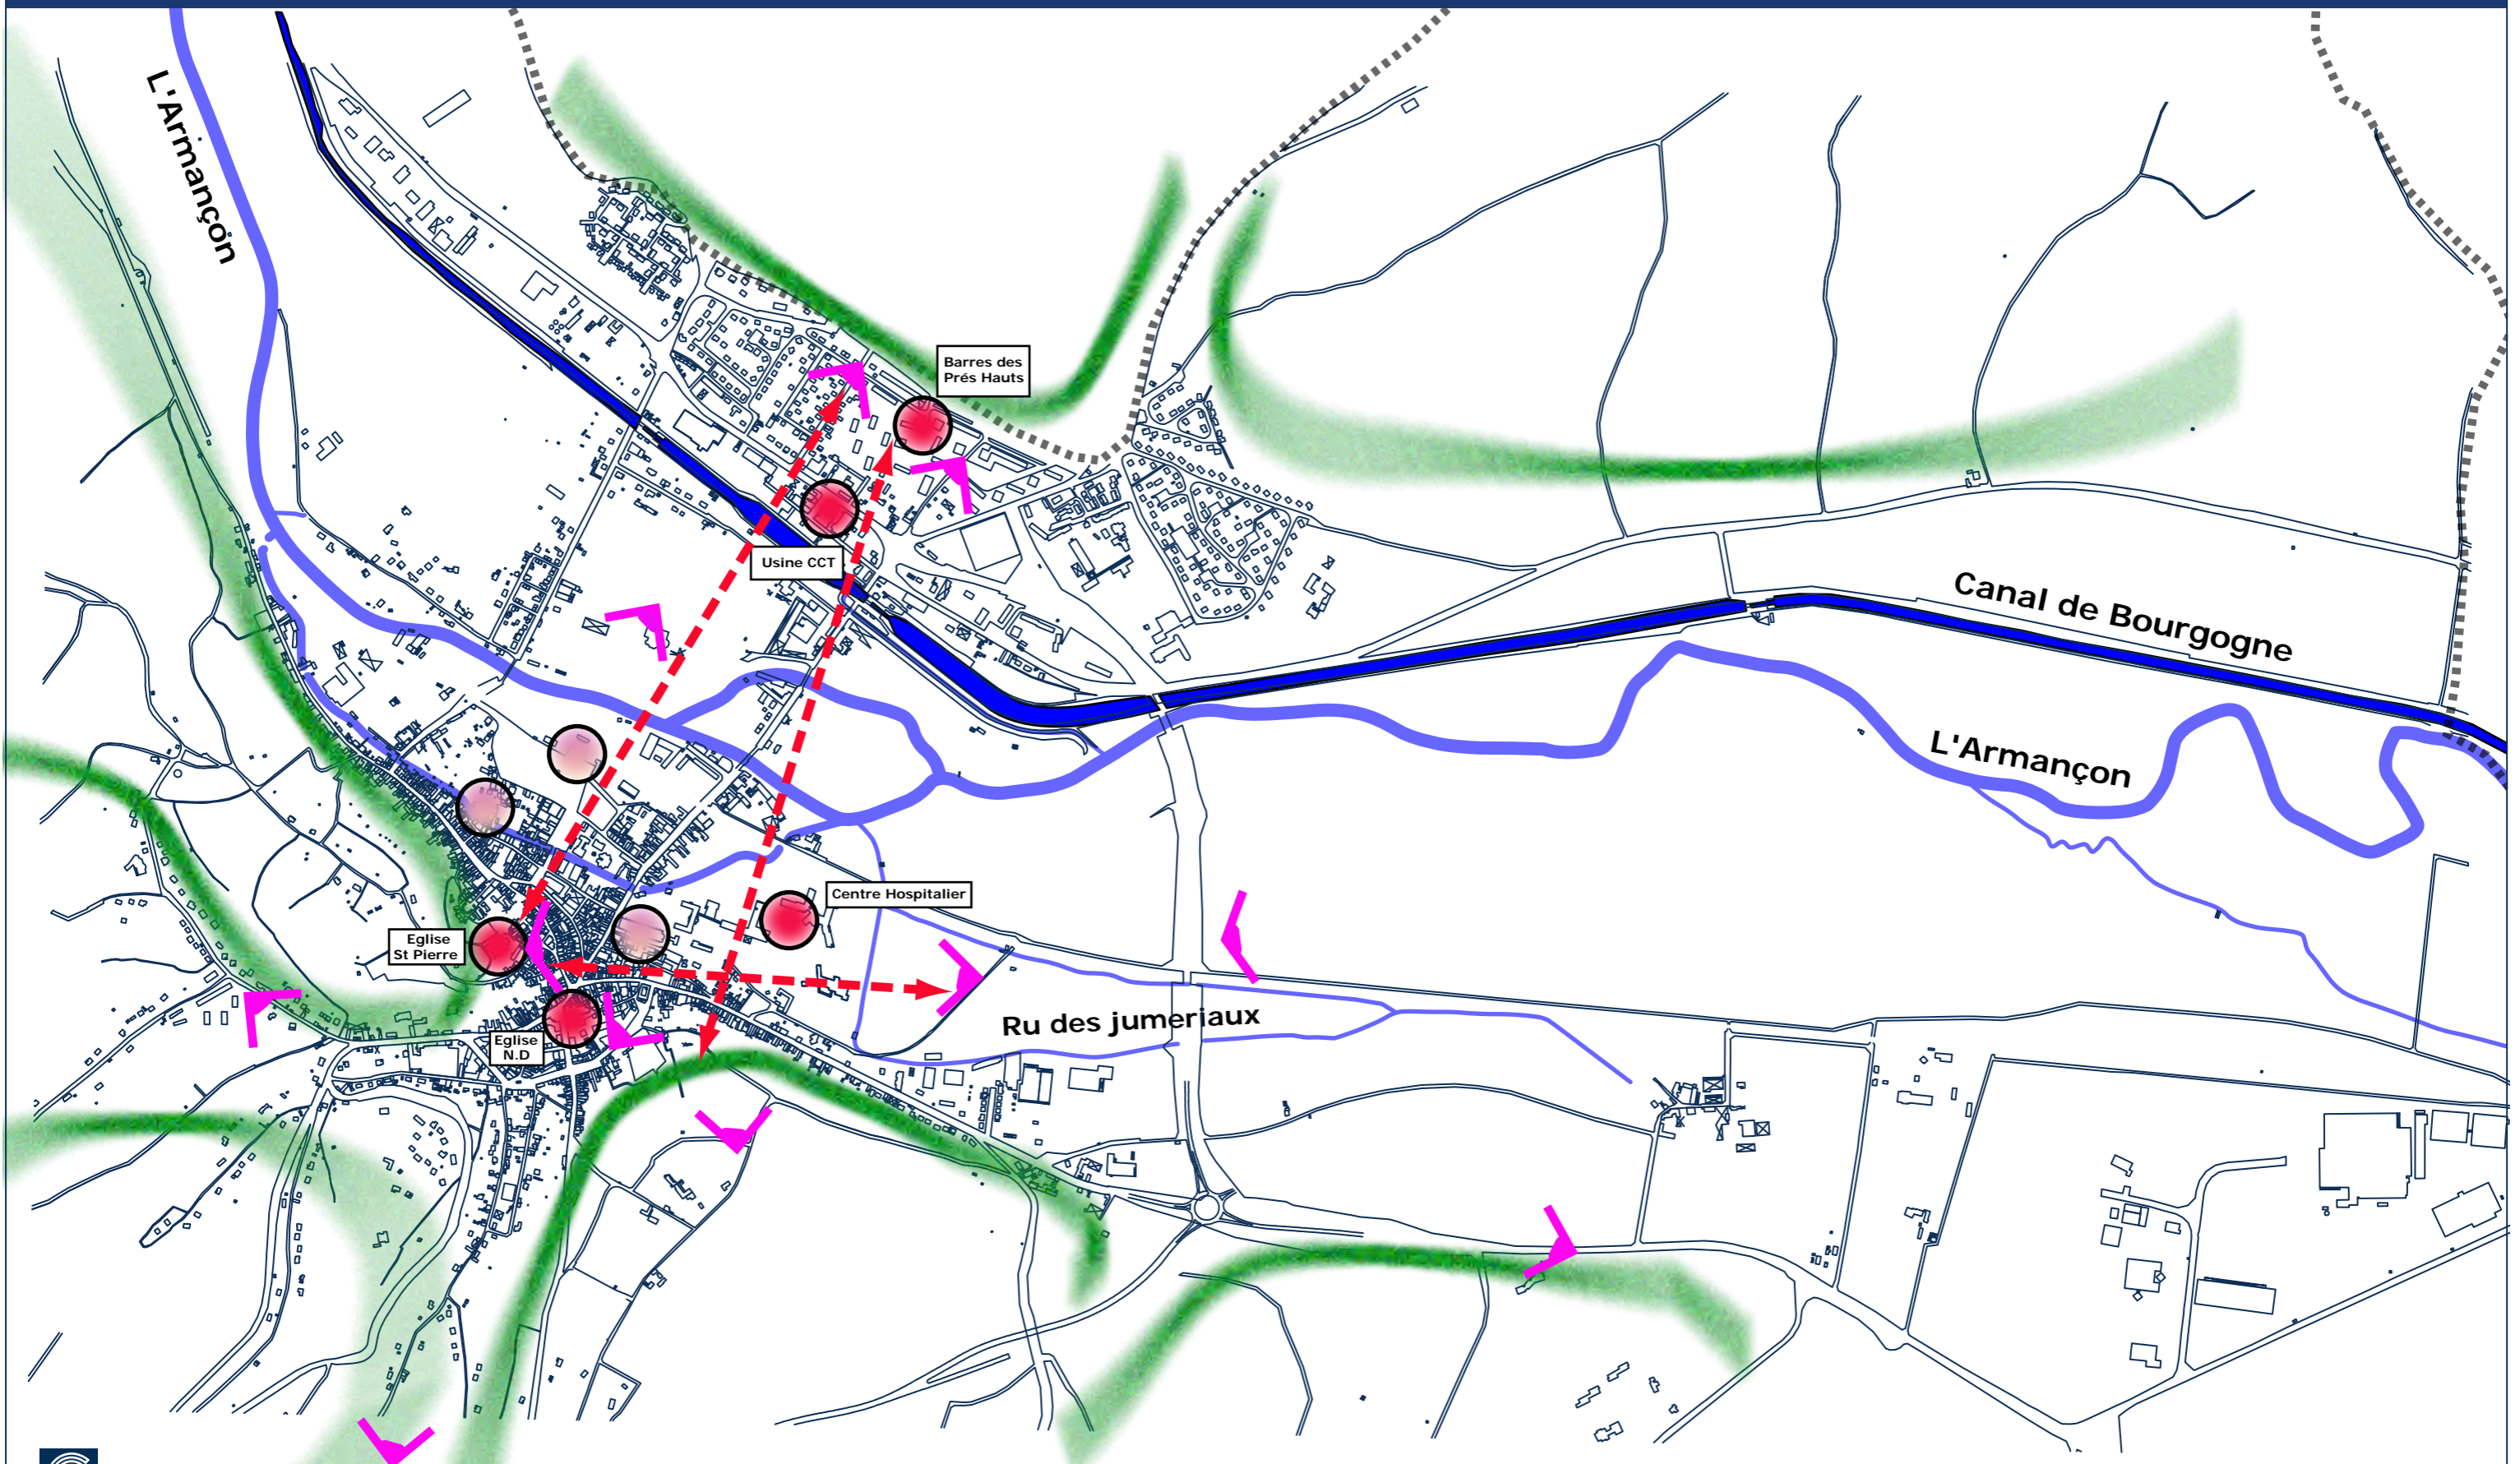 L'Armançon
Barres des
Prés Hauts
Usine CCT
Canal de Bourgogne
L'Armançon
Centre Hospitalier
Eglise
St Pierre
Ru des jumeriaux
Eglise
N.D